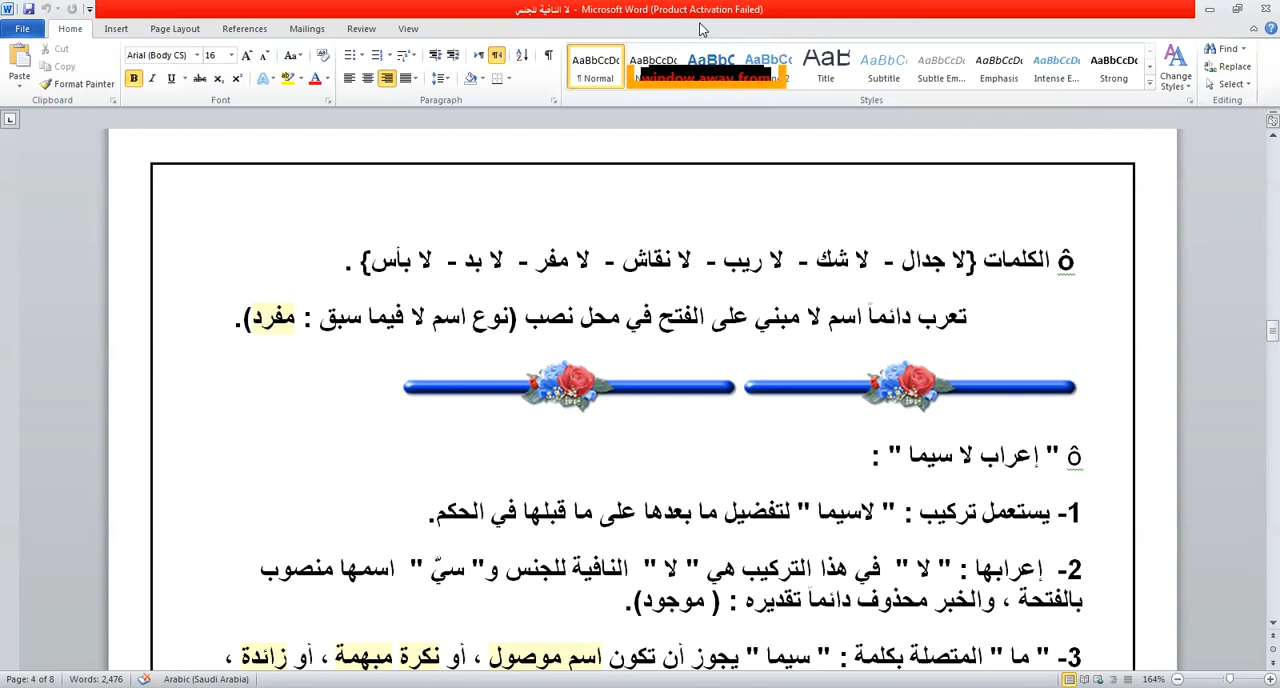 لا النافية للجنس - Microsoft Word (Product Activation Failed)
File Home Insert Page Layout References Mailings Review View
Paste
Cut
Copy
Format Painter
Clipboard
Arial (Body CS) 16
Font
Paragraph
AaBbCcDc AaBbCcDc AaBbC AaBbCc AaB AaBbCc. AaBbCcDc AaBbCcDc AaBbCcDc AaBbCcDc
¶ Normal Title Subtitle Subtle Em... Emphasis Intense E... Strong
window away from
Change Styles
Styles
Find
Replace
Select
Editing
ô الكلمات {لا جدال - لا شك - لا ريب - لا نقاش - لا مفر - لا بد - لا بأس} .
تعرب دائماً اسم لا مبني على الفتح في محل نصب (نوع اسم لا فيما سبق : مفرد).
ô " إعراب لا سيما " :
1- يستعمل تركيب : " لاسيما " لتفضيل ما بعدها على ما قبلها في الحكم.
2- إعرابها : " لا " في هذا التركيب هي " لا " النافية للجنس و" سيّ " اسمها منصوب
بالفتحة ، والخبر محذوف دائماً تقديره : ( موجود).
3- " ما " المتصلة بكلمة : " سيما " يجوز أن تكون اسم موصول ، أو نكرة مبهمة ، أو زائدة ،
Page: 4 of 8 Words: 2,476 Arabic (Saudi Arabia) 164%